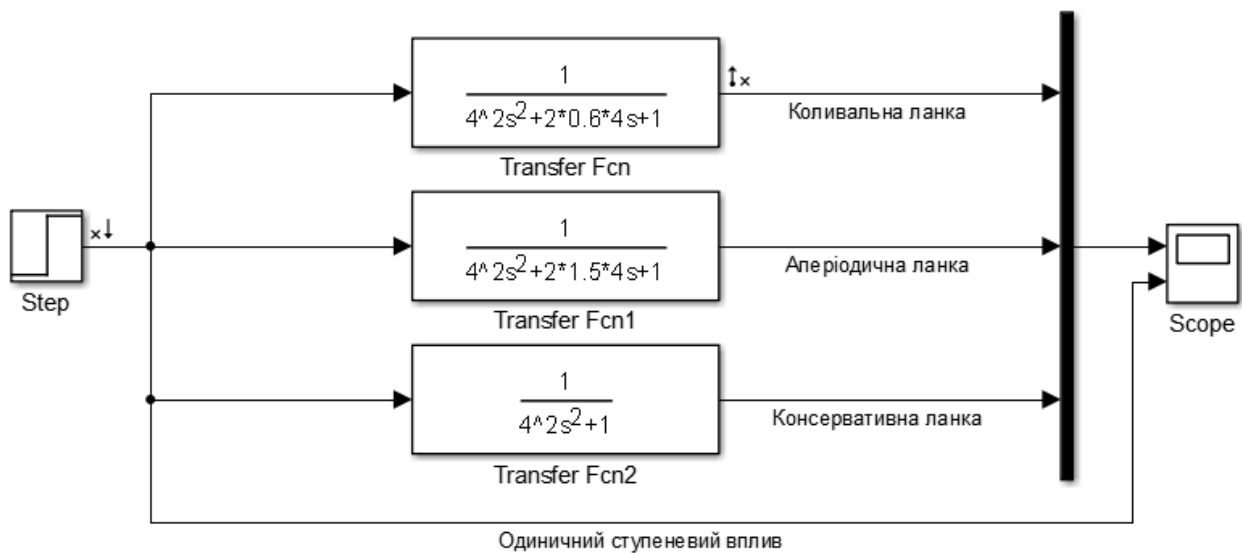 1
4^2s^2+2*0.6*4s+1
Transfer Fcn
Коливальна ланка
1
4^2s^2+2*1.5*4s+1
Transfer Fcn1
Аперіодична ланка
Step
Scope
1
4^2s^2+1
Transfer Fcn2
Консервативна ланка
Одиничний ступеневий вплив